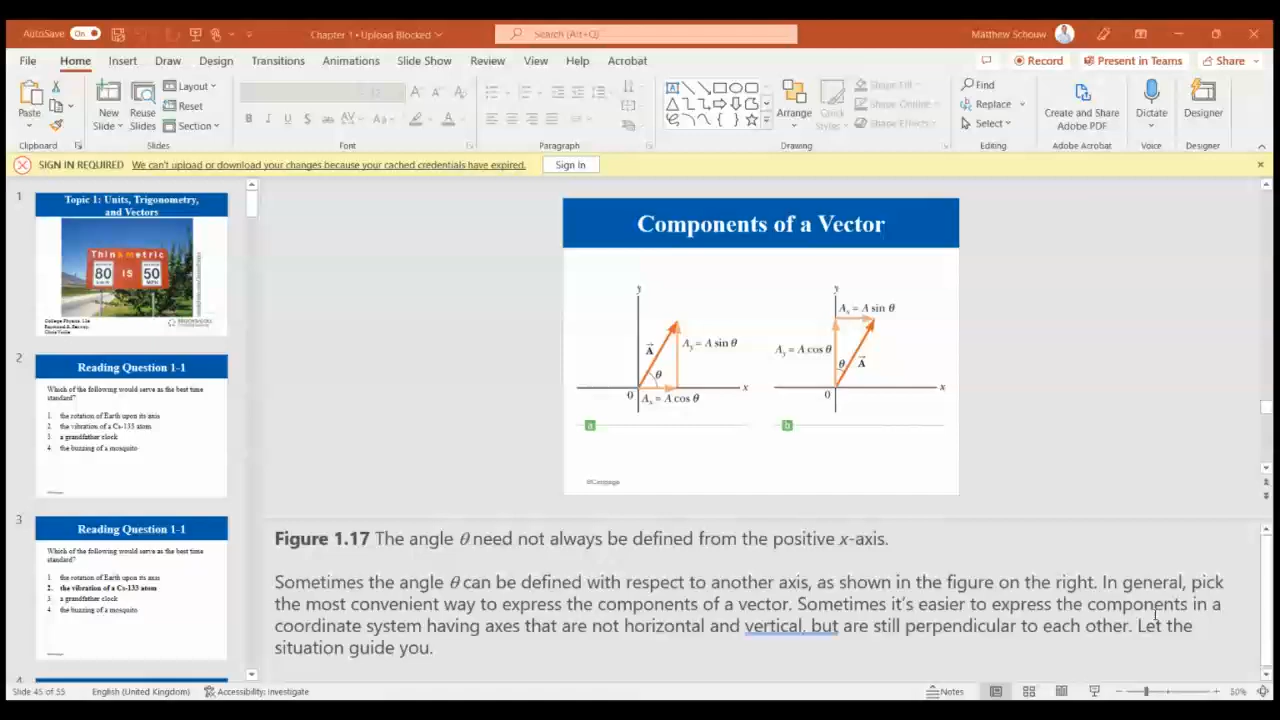 AutoSave On
Chapter 1 • Upload Blocked
Search (Alt+Q)
Matthew Schouw
File Home Insert Draw Design Transitions Animations Slide Show Review View Help Acrobat
Record Present in Teams Share
Paste
New Slide
Reuse Slides
Layout
Reset
Section
Shape Fill
Shape Outline
Shape Effects
Arrange
Quick Styles
Find
Replace
Select
Create and Share Adobe PDF
Dictate
Designer
Clipboard Slides Font Paragraph Drawing Editing Adobe Acrobat Voice Designer
SIGN IN REQUIRED We can't upload or download your changes because your cached credentials have expired. Sign In
1
Topic 1: Units, Trigonometry,
and Vectors
Think metric
80 IS 50
2
Reading Question 1-1
Which of the following would serve as the best time
standard?
1. the rotation of Earth upon its axis
2. the vibration of a Cs-133 atom
3. a grandfather clock
4. the buzzing of a mosquito
3
Reading Question 1-1
Which of the following would serve as the best time
standard?
1. the rotation of Earth upon its axis
2. the vibration of a Cs-133 atom
3. a grandfather clock
4. the buzzing of a mosquito
4
Components of a Vector
y
A
Ay = A sin θ
θ
0
x
Ax = A cos θ
a
y
Ax = A sin θ
Ay = A cos θ
θ
A
0
x
b
©Cengage
Figure 1.17 The angle θ need not always be defined from the positive x-axis.
Sometimes the angle θ can be defined with respect to another axis, as shown in the figure on the right. In general, pick
the most convenient way to express the components of a vector. Sometimes it's easier to express the components in a
coordinate system having axes that are not horizontal and vertical, but are still perpendicular to each other. Let the
situation guide you.
Slide 45 of 55 English (United Kingdom) Accessibility: Investigate Notes 50%